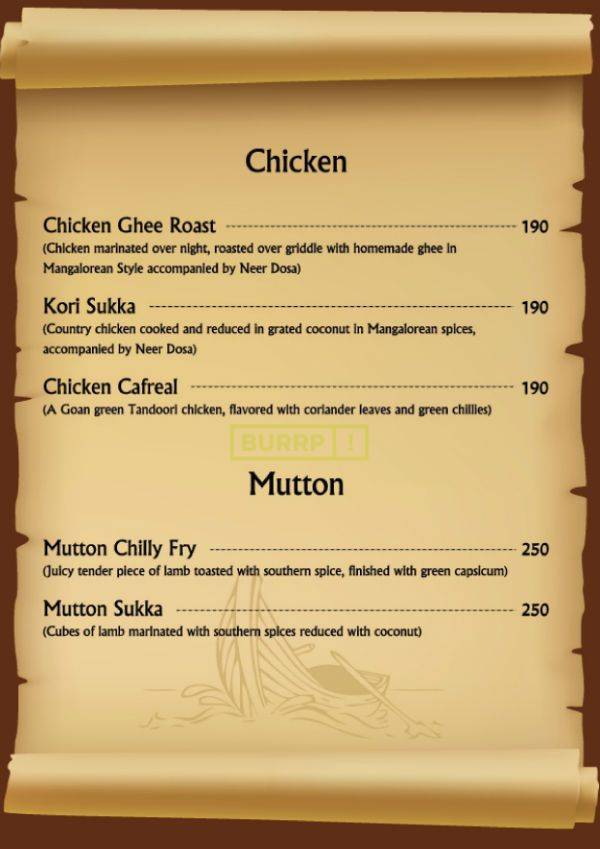 Chicken
Chicken Ghee Roast 190
(Chicken marinated over night, roasted over griddle with homemade ghee in
Mangalorean Style accompanied by Neer Dosa)
Kori Sukka 190
(Country chicken cooked and reduced in grated coconut in Mangalorean spices,
accompanied by Neer Dosa)
Chicken Cafreal 190
(A Goan green Tandoori chicken, flavored with coriander leaves and green chillies)
BURRP!
Mutton
Mutton Chilly Fry 250
(Juicy tender piece of lamb toasted with southern spice, finished with green capsicum)
Mutton Sukka 250
(Cubes of lamb marinated with southern spices reduced with coconut)